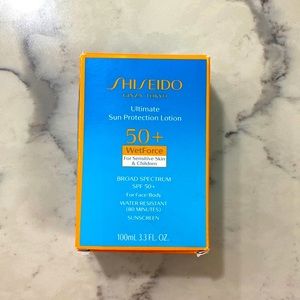 SHISEIDO
GINZA TOKYO
Ultimate
Sun Protection Lotion
50+
WetForce
For Sensitive Skin
& Children
BROAD SPECTRUM
SPF 50+
For Face/Body
WATER RESISTANT
(80 MINUTES)
SUNSCREEN
100mL 3.3 FL. OZ.